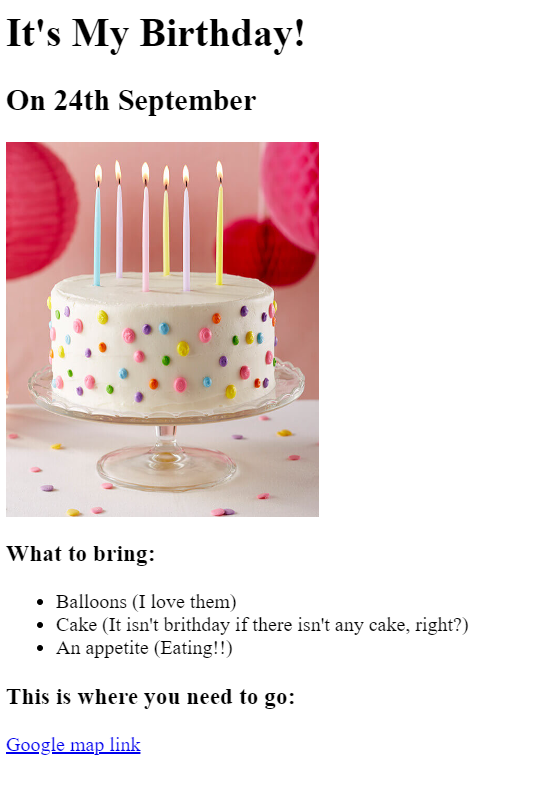 It's My Birthday!
On 24th September
What to bring:
Balloons (I love them)
Cake (It isn't brithday if there isn't any cake, right?)
An appetite (Eating!!)
This is where you need to go:
Google map link